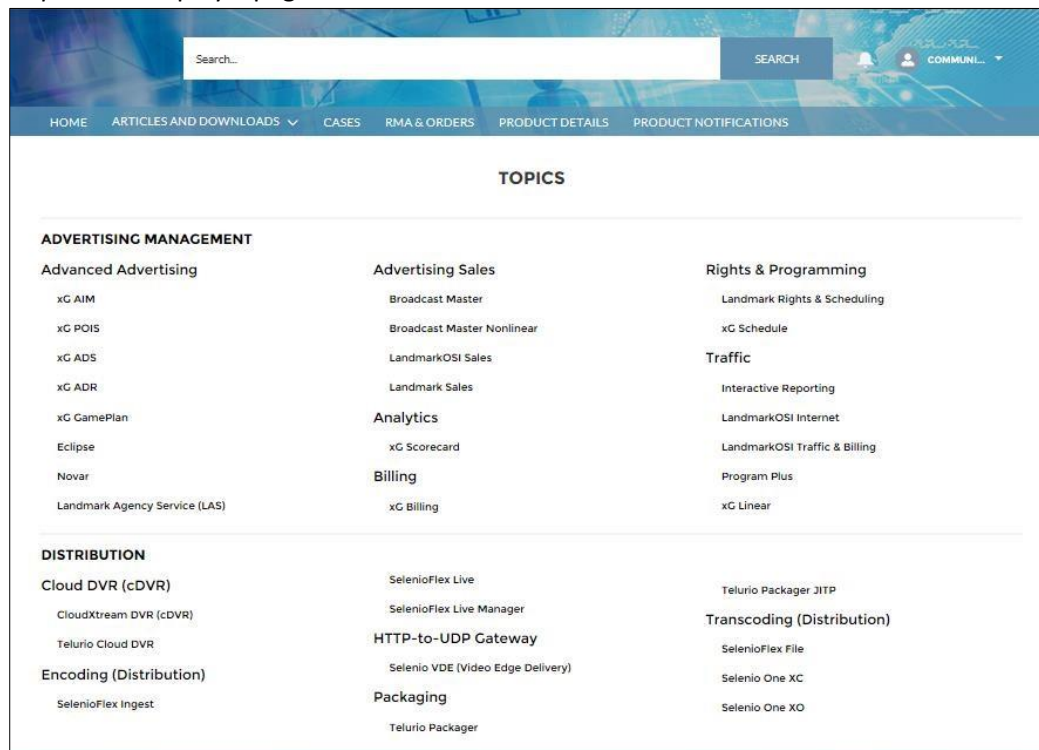 Search...
SEARCH
COMMUNI...
HOME
ARTICLES AND DOWNLOADS
CASES
RMA & ORDERS
PRODUCT DETAILS
PRODUCT NOTIFICATIONS
TOPICS
ADVERTISING MANAGEMENT
Advanced Advertising
xG AIM
xG POIS
xG ADS
xG ADR
xG GamePlan
Eclipse
Novar
Landmark Agency Service (LAS)
Advertising Sales
Broadcast Master
Broadcast Master Nonlinear
LandmarkOSI Sales
Landmark Sales
Analytics
xG Scorecard
Billing
xG Billing
Rights & Programming
Landmark Rights & Scheduling
xG Schedule
Traffic
Interactive Reporting
LandmarkOSI Internet
LandmarkOSI Traffic & Billing
Program Plus
xG Linear
DISTRIBUTION
Cloud DVR (cDVR)
CloudXtream DVR (cDVR)
Telurio Cloud DVR
Encoding (Distribution)
SelenioFlex Ingest
SelenioFlex Live
SelenioFlex Live Manager
HTTP-to-UDP Gateway
Selenio VDE (Video Edge Delivery)
Packaging
Telurio Packager
Telurio Packager JITP
Transcoding (Distribution)
SelenioFlex File
Selenio One XC
Selenio One XO